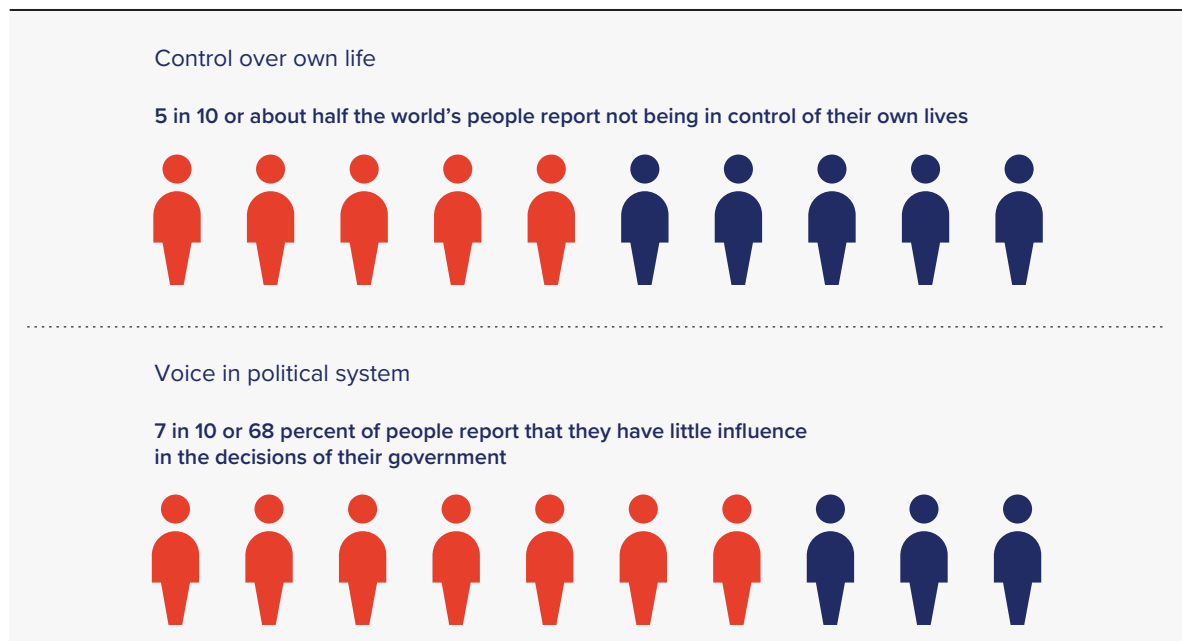 Control over own life
5 in 10 or about half the world’s people report not being in control of their own lives
Voice in political system
7 in 10 or 68 percent of people report that they have little influence
in the decisions of their government